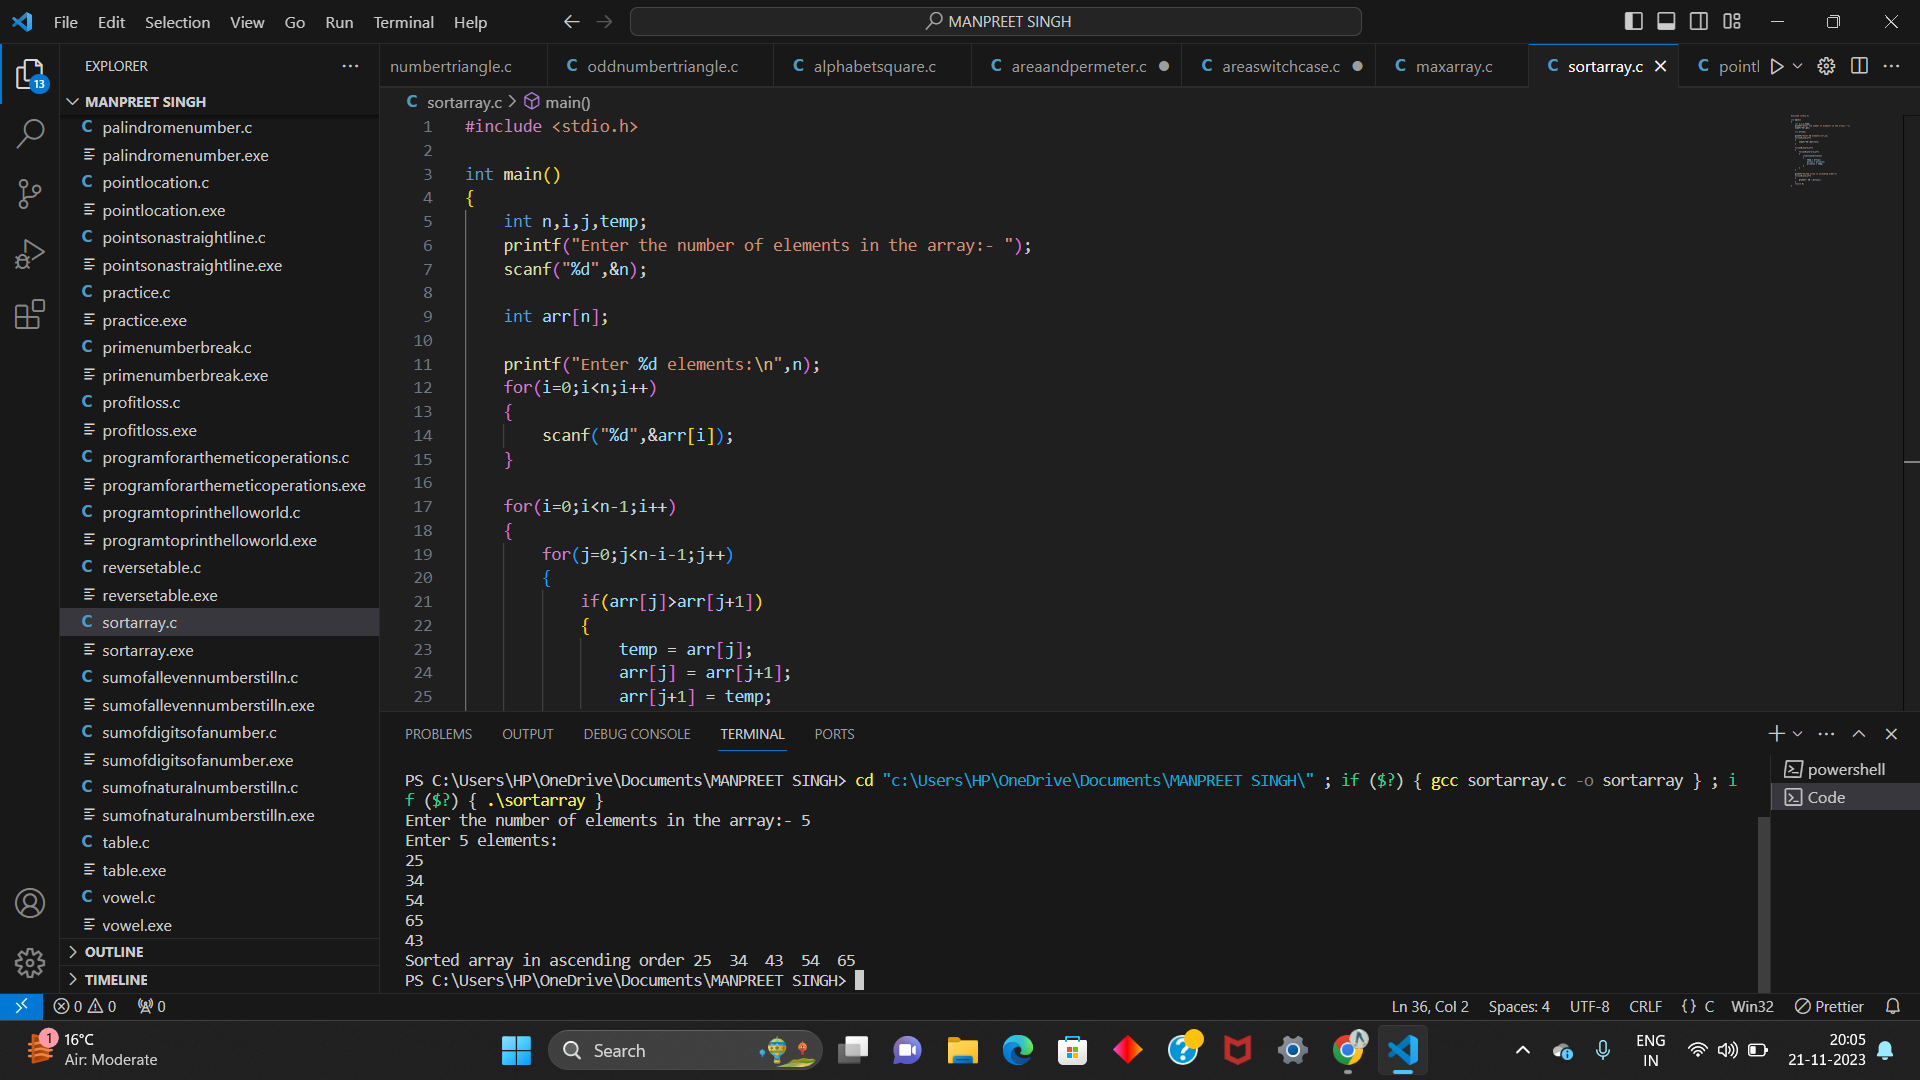 File Edit Selection View Go Run Terminal Help
MANPREET SINGH
EXPLORER
13
MANPREET SINGH
palindromenumber.c
palindromenumber.exe
pointlocation.c
pointlocation.exe
pointsonastraightline.c
pointsonastraightline.exe
practice.c
practice.exe
primenumberbreak.c
primenumberbreak.exe
profitloss.c
profitloss.exe
programforarthemeticoperations.c
programforarthemeticoperations.exe
programtoprinthelloworld.c
programtoprinthelloworld.exe
reversetable.c
reversetable.exe
sortarray.c
sortarray.exe
sumofallevennumberstilln.c
sumofallevennumberstilln.exe
sumofdigitsofanumber.c
sumofdigitsofanumber.exe
sumofnaturalnumberstilln.c
sumofnaturalnumberstilln.exe
table.c
table.exe
vowel.c
vowel.exe
OUTLINE
TIMELINE
numbertriangle.c C oddnumbertriangle.c C alphabetsquare.c C areaandpermeter.c C areaswitchcase.c C maxarray.c C sortarray.c C pointl
C sortarray.c > main()
1 #include <stdio.h>
2
3 int main()
4 {
5 int n,i,j,temp;
6 printf("Enter the number of elements in the array:- ");
7 scanf("%d",&n);
8
9 int arr[n];
10
11 printf("Enter %d elements:\n",n);
12 for(i=0;i<n;i++)
13 {
14 scanf("%d",&arr[i]);
15 }
16
17 for(i=0;i<n-1;i++)
18 {
19 for(j=0;j<n-i-1;j++)
20 {
21 if(arr[j]>arr[j+1])
22 {
23 temp = arr[j];
24 arr[j] = arr[j+1];
25 arr[j+1] = temp;
PROBLEMS OUTPUT DEBUG CONSOLE TERMINAL PORTS
PS C:\Users\HP\OneDrive\Documents\MANPREET SINGH> cd "c:\Users\HP\OneDrive\Documents\MANPREET SINGH\" ; if ($?) { gcc sortarray.c -o sortarray } ; i
f ($?) { .\sortarray }
Enter the number of elements in the array:- 5
Enter 5 elements:
25
34
54
65
43
Sorted array in ascending order 25 34 43 54 65
PS C:\Users\HP\OneDrive\Documents\MANPREET SINGH>
powershell
Code
0 0 0 Ln 36, Col 2 Spaces: 4 UTF-8 CRLF {} C Win32 Prettier
1 16°C
Air: Moderate
Search
ENG
IN
20:05
21-11-2023